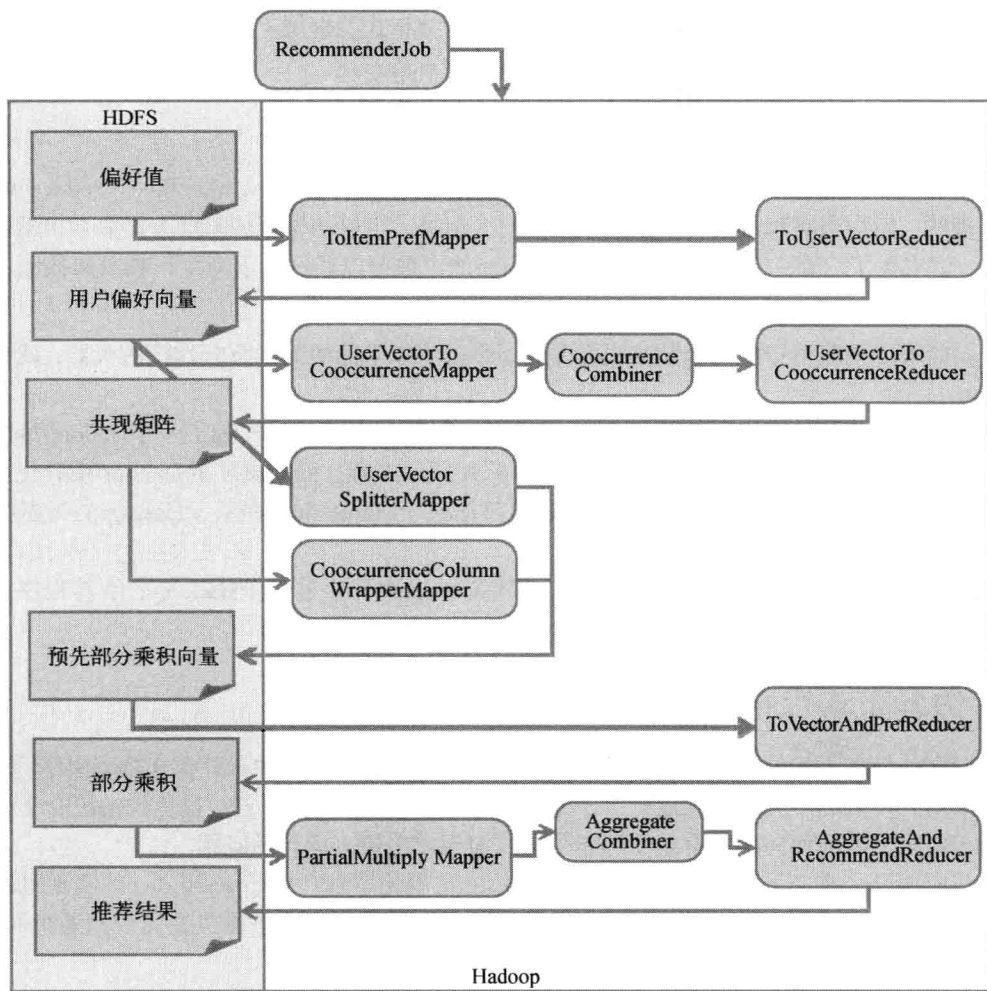 RecommenderJob
HDFS
偏好值
ToItemPrefMapper
ToUserVectorReducer
用户偏好向量
UserVectorTo
CooccurrenceMapper
Cooccurrence
Combiner
UserVectorTo
CooccurrenceReducer
共现矩阵
UserVector
SplitterMapper
CooccurrenceColumn
WrapperMapper
预先部分乘积向量
ToVectorAndPrefReducer
部分乘积
PartialMultiply Mapper
Aggregate
Combiner
AggregateAnd
RecommendReducer
推荐结果
Hadoop